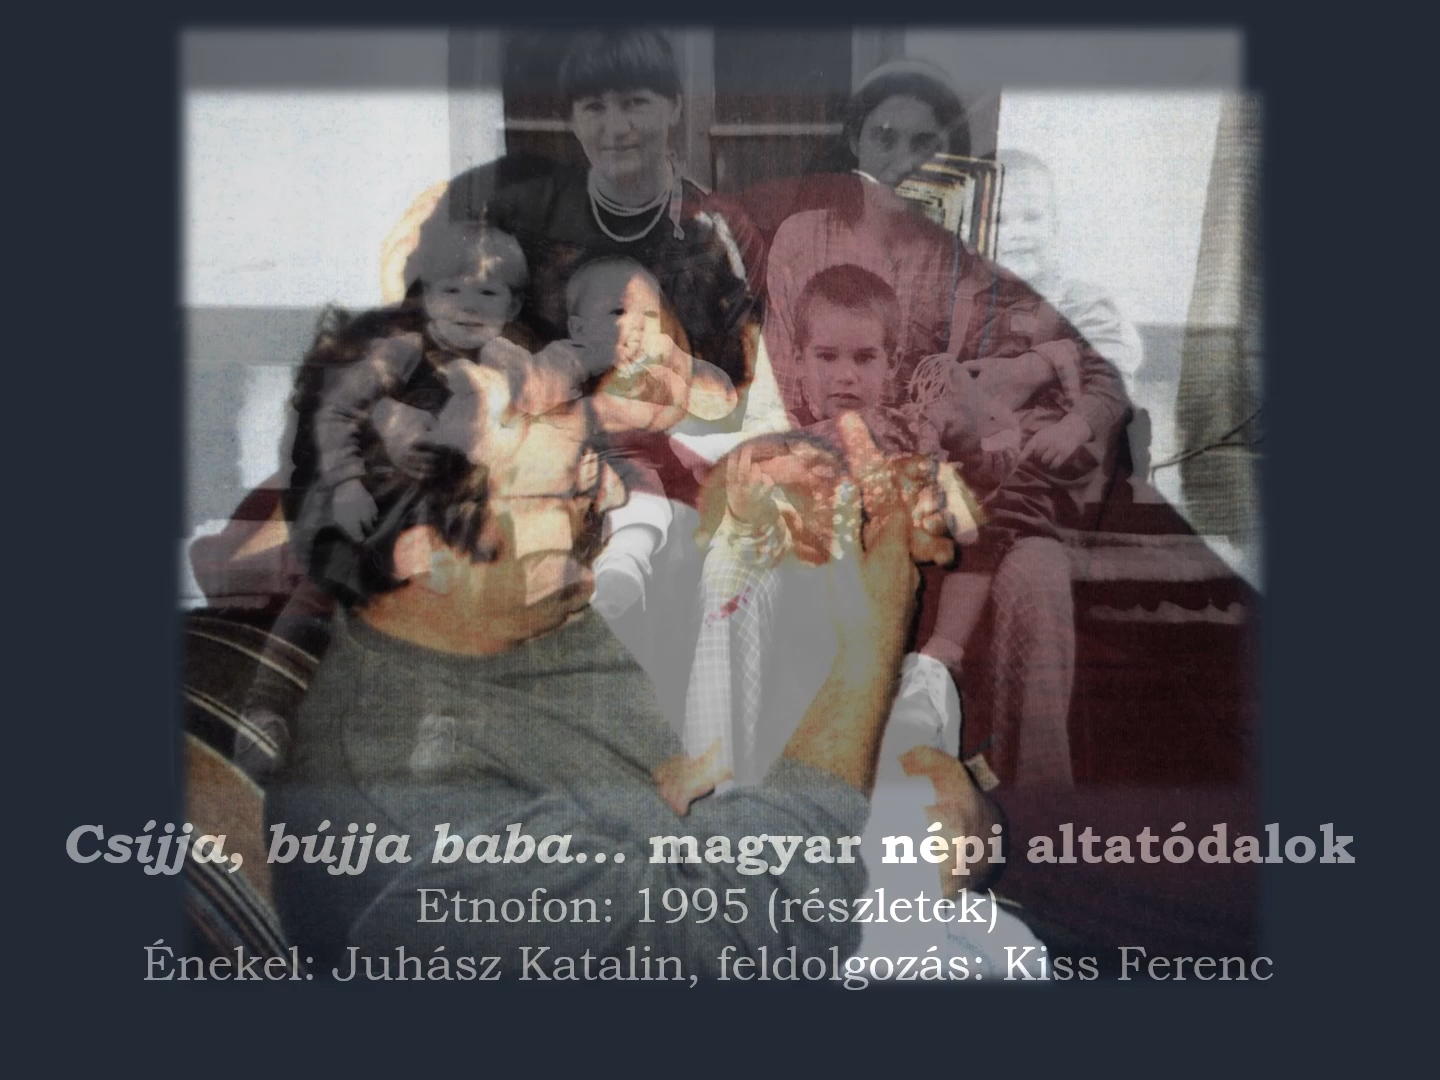 Csíjja, bújja baba... magyar népi altatódalok
Etnofon: 1995 (részletek)
Énekel: Juhász Katalin, feldolgozás: Kiss Ferenc